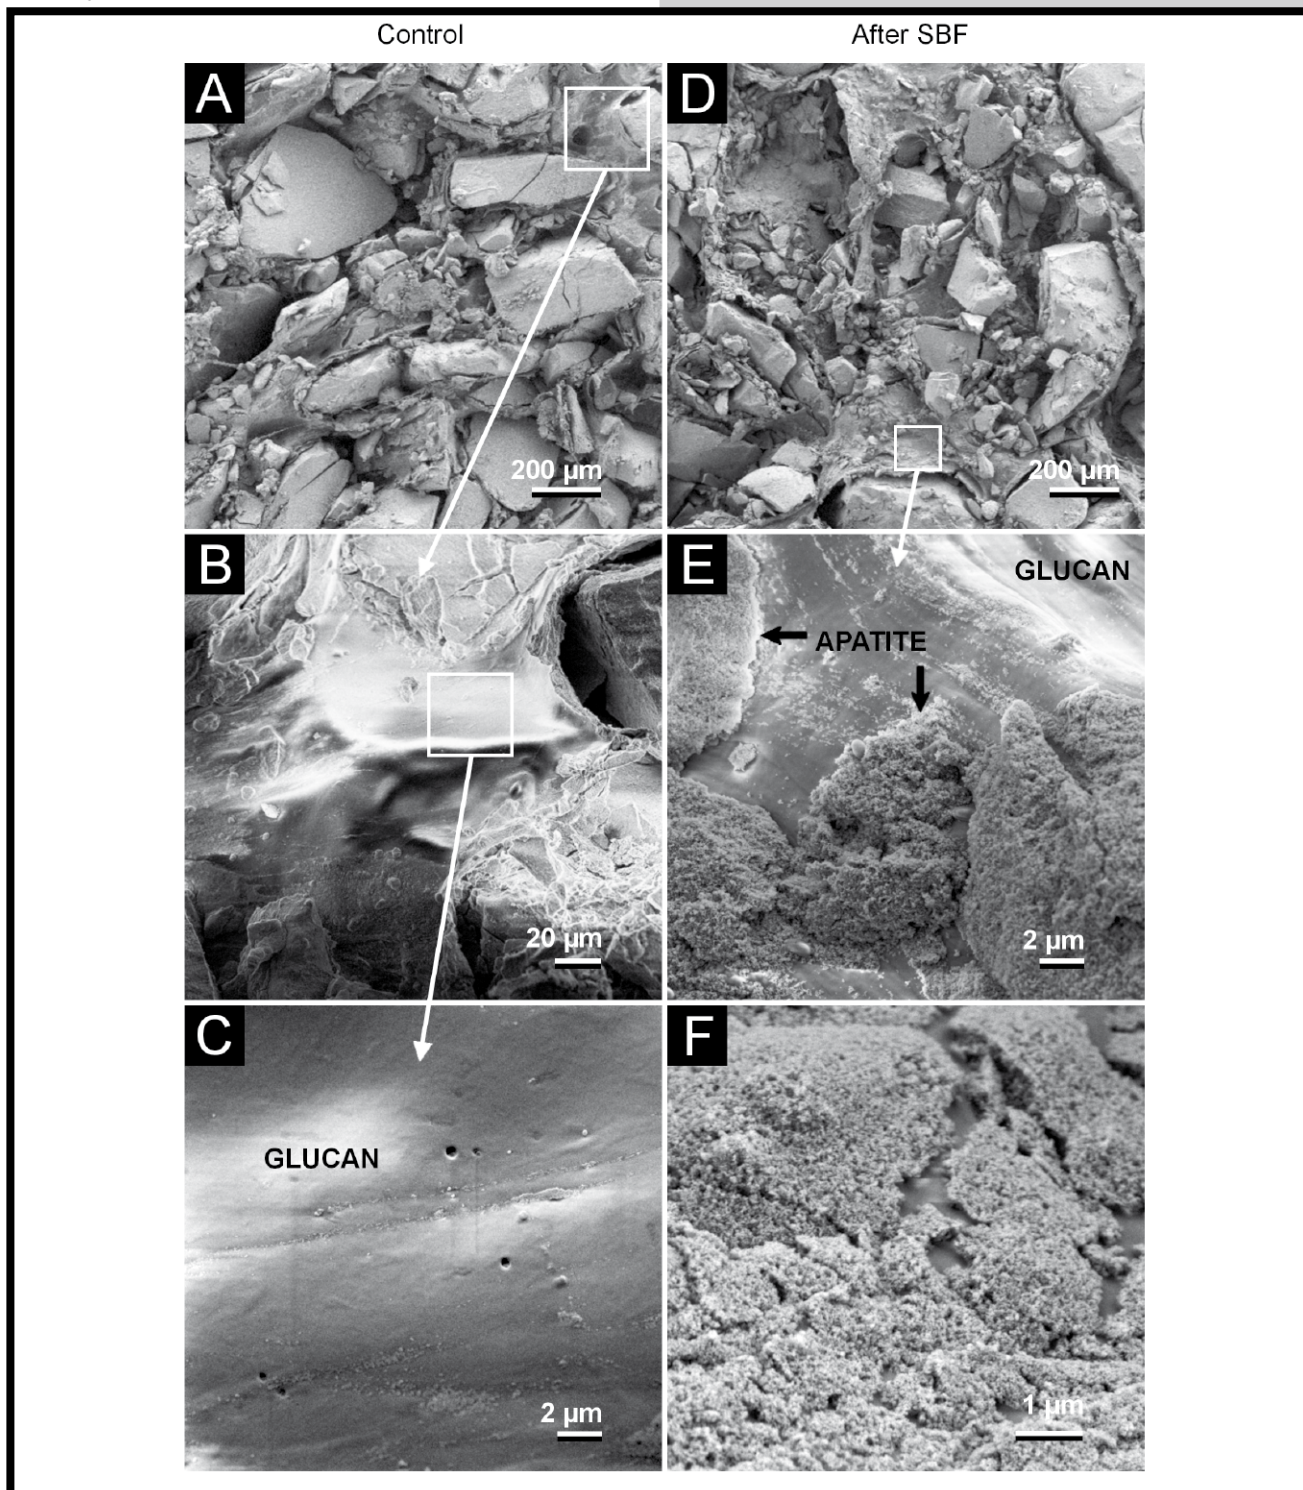 Control
After SBF
A
D
200 µm
200 µm
B
E
GLUCAN
APATITE
20 µm
2 µm
C
F
GLUCAN
2 µm
1 µm